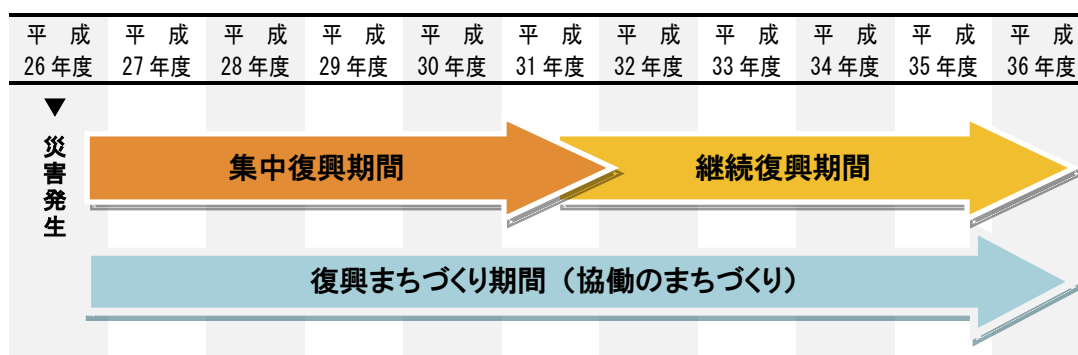 平成 平成 平成 平成 平成 平成 平成 平成 平成 平成 平成
26年度 27年度 28年度 29年度 30年度 31年度 32年度 33年度 34年度 35年度 36年度
▼
災害発生
集中復興期間 継続復興期間
復興まちづくり期間（協働のまちづくり）